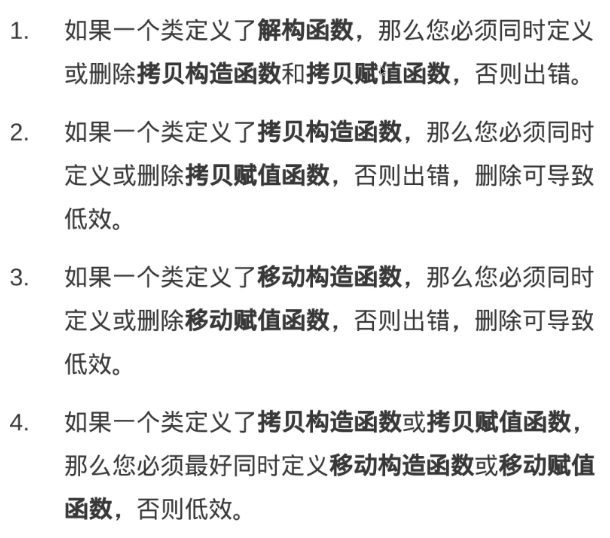 1. 如果一个类定义了解构函数，那么您必须同时定义
或删除拷贝构造函数和拷贝赋值函数，否则出错。
2. 如果一个类定义了拷贝构造函数，那么您必须同时
定义或删除拷贝赋值函数，否则出错，删除可导致
低效。
3. 如果一个类定义了移动构造函数，那么您必须同时
定义或删除移动赋值函数，否则出错，删除可导致
低效。
4. 如果一个类定义了拷贝构造函数或拷贝赋值函数，
那么您必须最好同时定义移动构造函数或移动赋值
函数，否则低效。